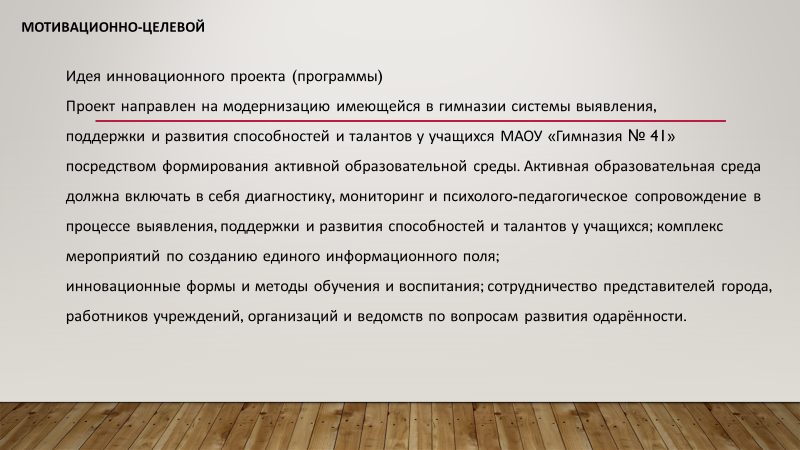 МОТИВАЦИОННО-ЦЕЛЕВОЙ
Идея инновационного проекта (программы)
Проект направлен на модернизацию имеющейся в гимназии системы выявления,
поддержки и развития способностей и талантов у учащихся МАОУ «Гимназия № 41»
посредством формирования активной образовательной среды. Активная образовательная среда
должна включать в себя диагностику, мониторинг и психолого-педагогическое сопровождение в
процессе выявления, поддержки и развития способностей и талантов у учащихся; комплекс
мероприятий по созданию единого информационного поля;
инновационные формы и методы обучения и воспитания; сотрудничество представителей города,
работников учреждений, организаций и ведомств по вопросам развития одарённости.